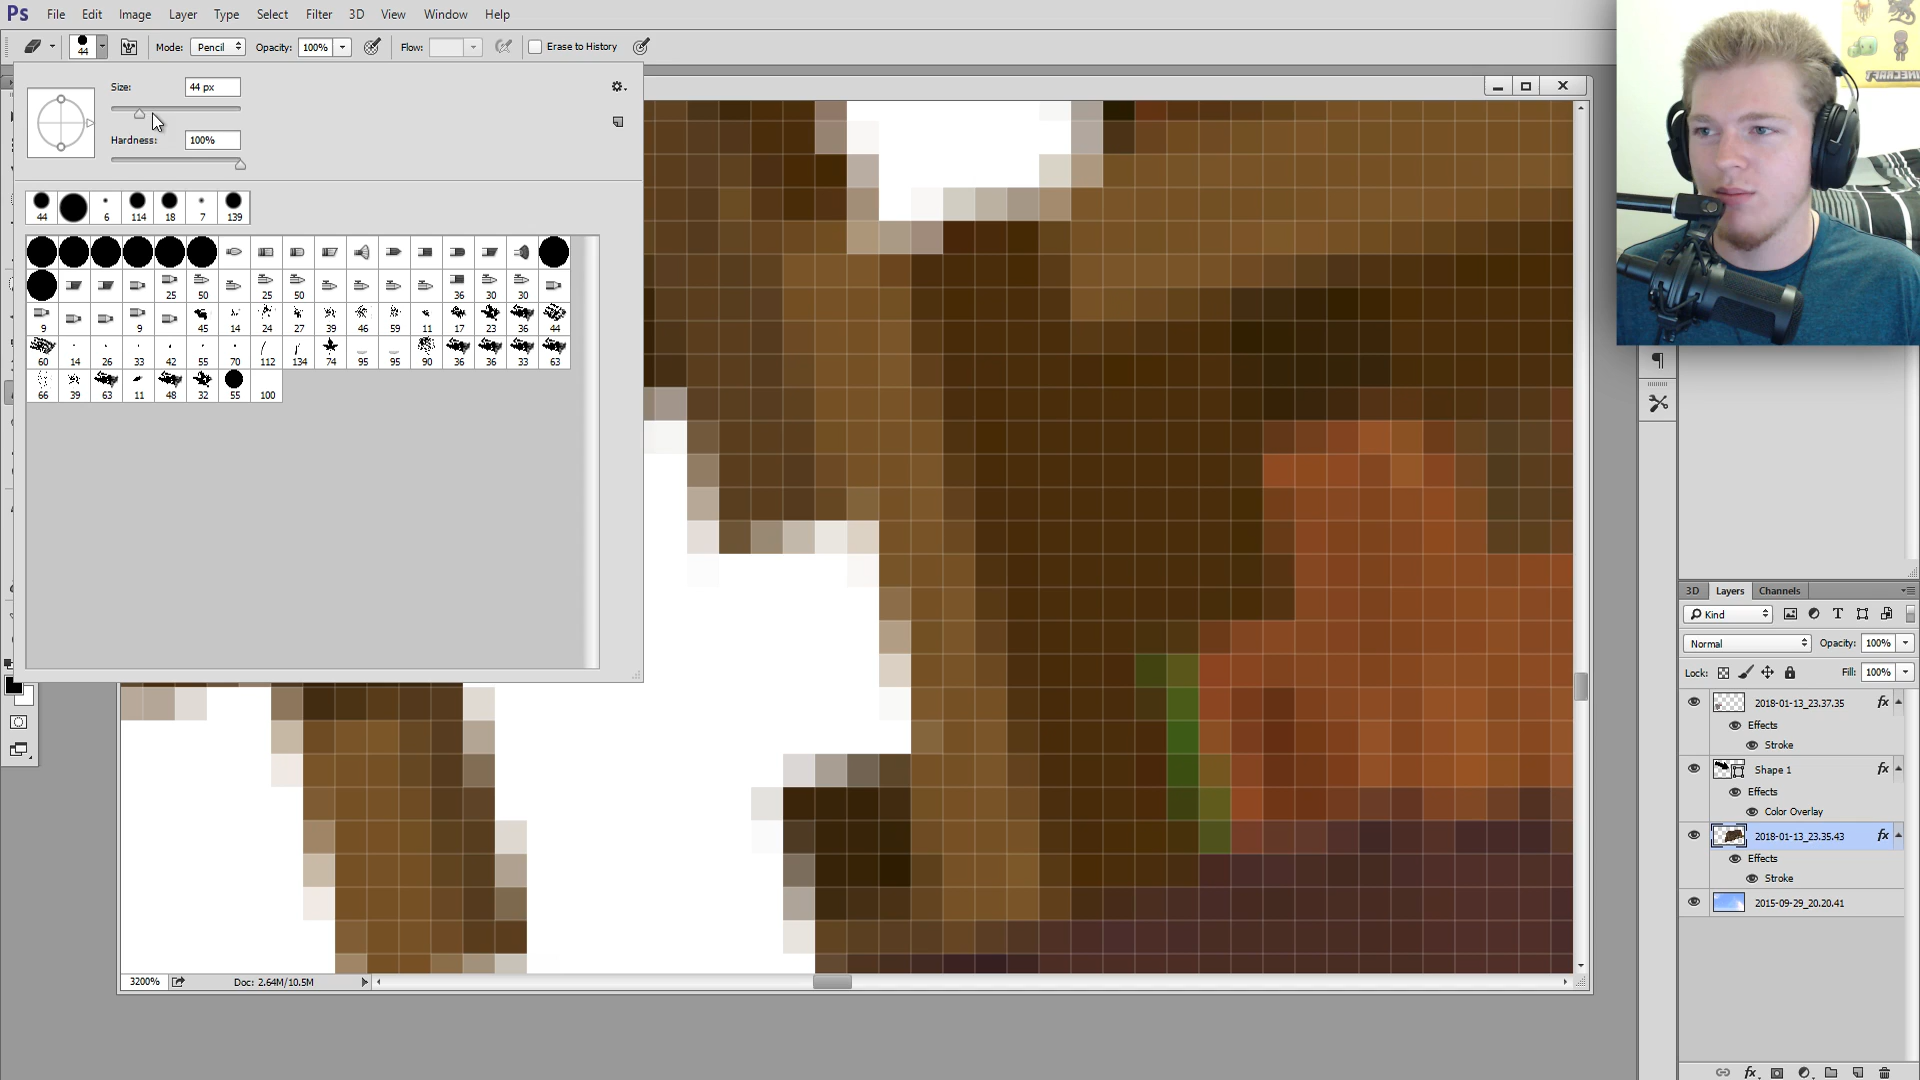 Ps File Edit Image Layer Type Select Filter 3D View Window Help
44 Mode: Pencil Opacity: 100% Flow: Erase to History
Size: 44 px
Hardness: 100%
44 6 114 18 7 139
25 50 25 50 36 30 30
9 9 45 14 24 27 39 46 59 11 17 23 36 44
60 14 26 33 42 55 70 112 134 74 95 95 90 36 36 33 63
66 39 63 11 48 32 55 100
3D Layers Channels
Kind
Normal Opacity: 100%
Lock: Fill: 100%
2018-01-13_23.37.35 fx
Effects
Stroke
Shape 1 fx
Effects
Color Overlay
2018-01-13_23.35.43 fx
Effects
Stroke
2015-09-29_20.20.41
3200% Doc: 2.64M/10.5M
fx